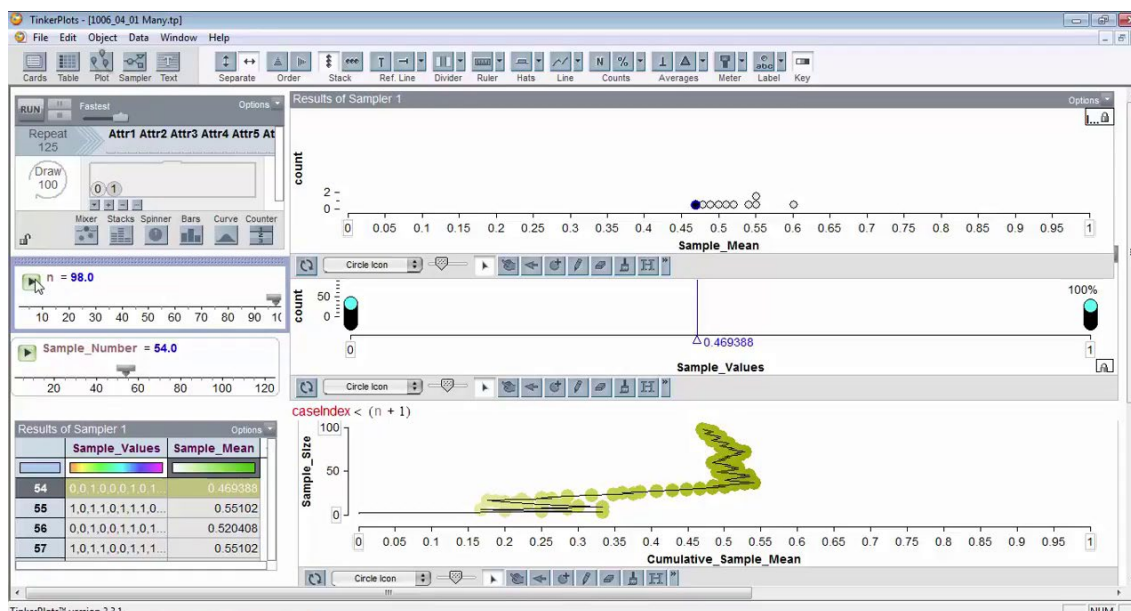 TinkerPlots - [1006_04_01 Many.tp]
File Edit Object Data Window Help
Cards Table Plot Sampler Text Separate Order Stack Ref. Line Divider Ruler Hats Line Counts Averages Meter Label Key
RUN Fastest Options
Repeat 125 Attr1 Attr2 Attr3 Attr4 Attr5 At
Draw 100
0 1
Mixer Stacks Spinner Bars Curve Counter
n = 98.0
10 20 30 40 50 60 70 80 90 1(
Sample_Number = 54.0
20 40 60 80 100 120
Results of Sampler 1 Options
Sample_Values Sample_Mean
54 0,0,1,0,0,0,1,0,1... 0.469388
55 1,0,1,1,0,1,1,1,0... 0.55102
56 0,0,1,0,0,1,1,0,1... 0.520408
57 1,0,1,1,0,0,1,1,1... 0.55102
Results of Sampler 1 Options
count
2
0
0 0.05 0.1 0.15 0.2 0.25 0.3 0.35 0.4 0.45 0.5 0.55 0.6 0.65 0.7 0.75 0.8 0.85 0.9 0.95 1
Sample_Mean
Circle Icon
count
50
0
100%
0.469388
0 1
Sample_Values
Circle Icon
caseIndex < (n + 1)
Sample_Size
100
50
0
0 0.05 0.1 0.15 0.2 0.25 0.3 0.35 0.4 0.45 0.5 0.55 0.6 0.65 0.7 0.75 0.8 0.85 0.9 0.95 1
Cumulative_Sample_Mean
Circle Icon
NUM